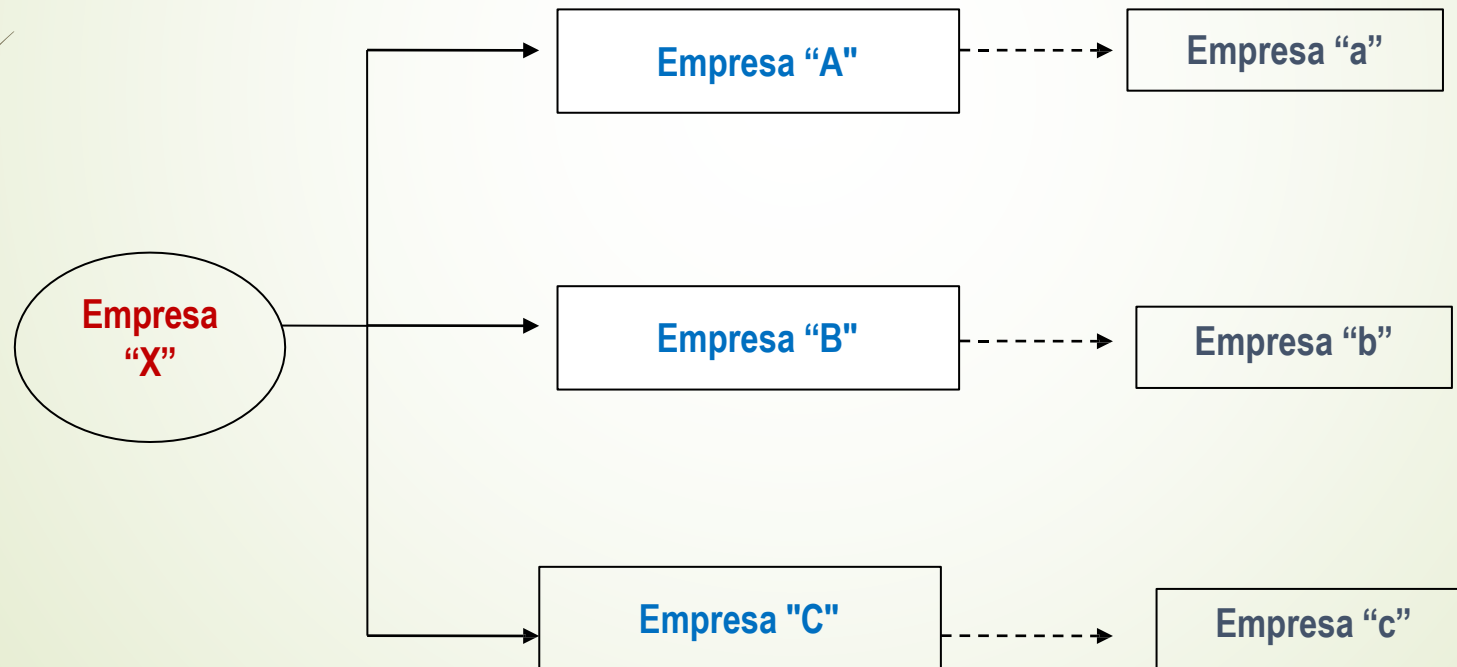 Empresa “A"
Empresa “a”
Empresa
“X”
Empresa “B"
Empresa “b”
Empresa "C"
Empresa “c”